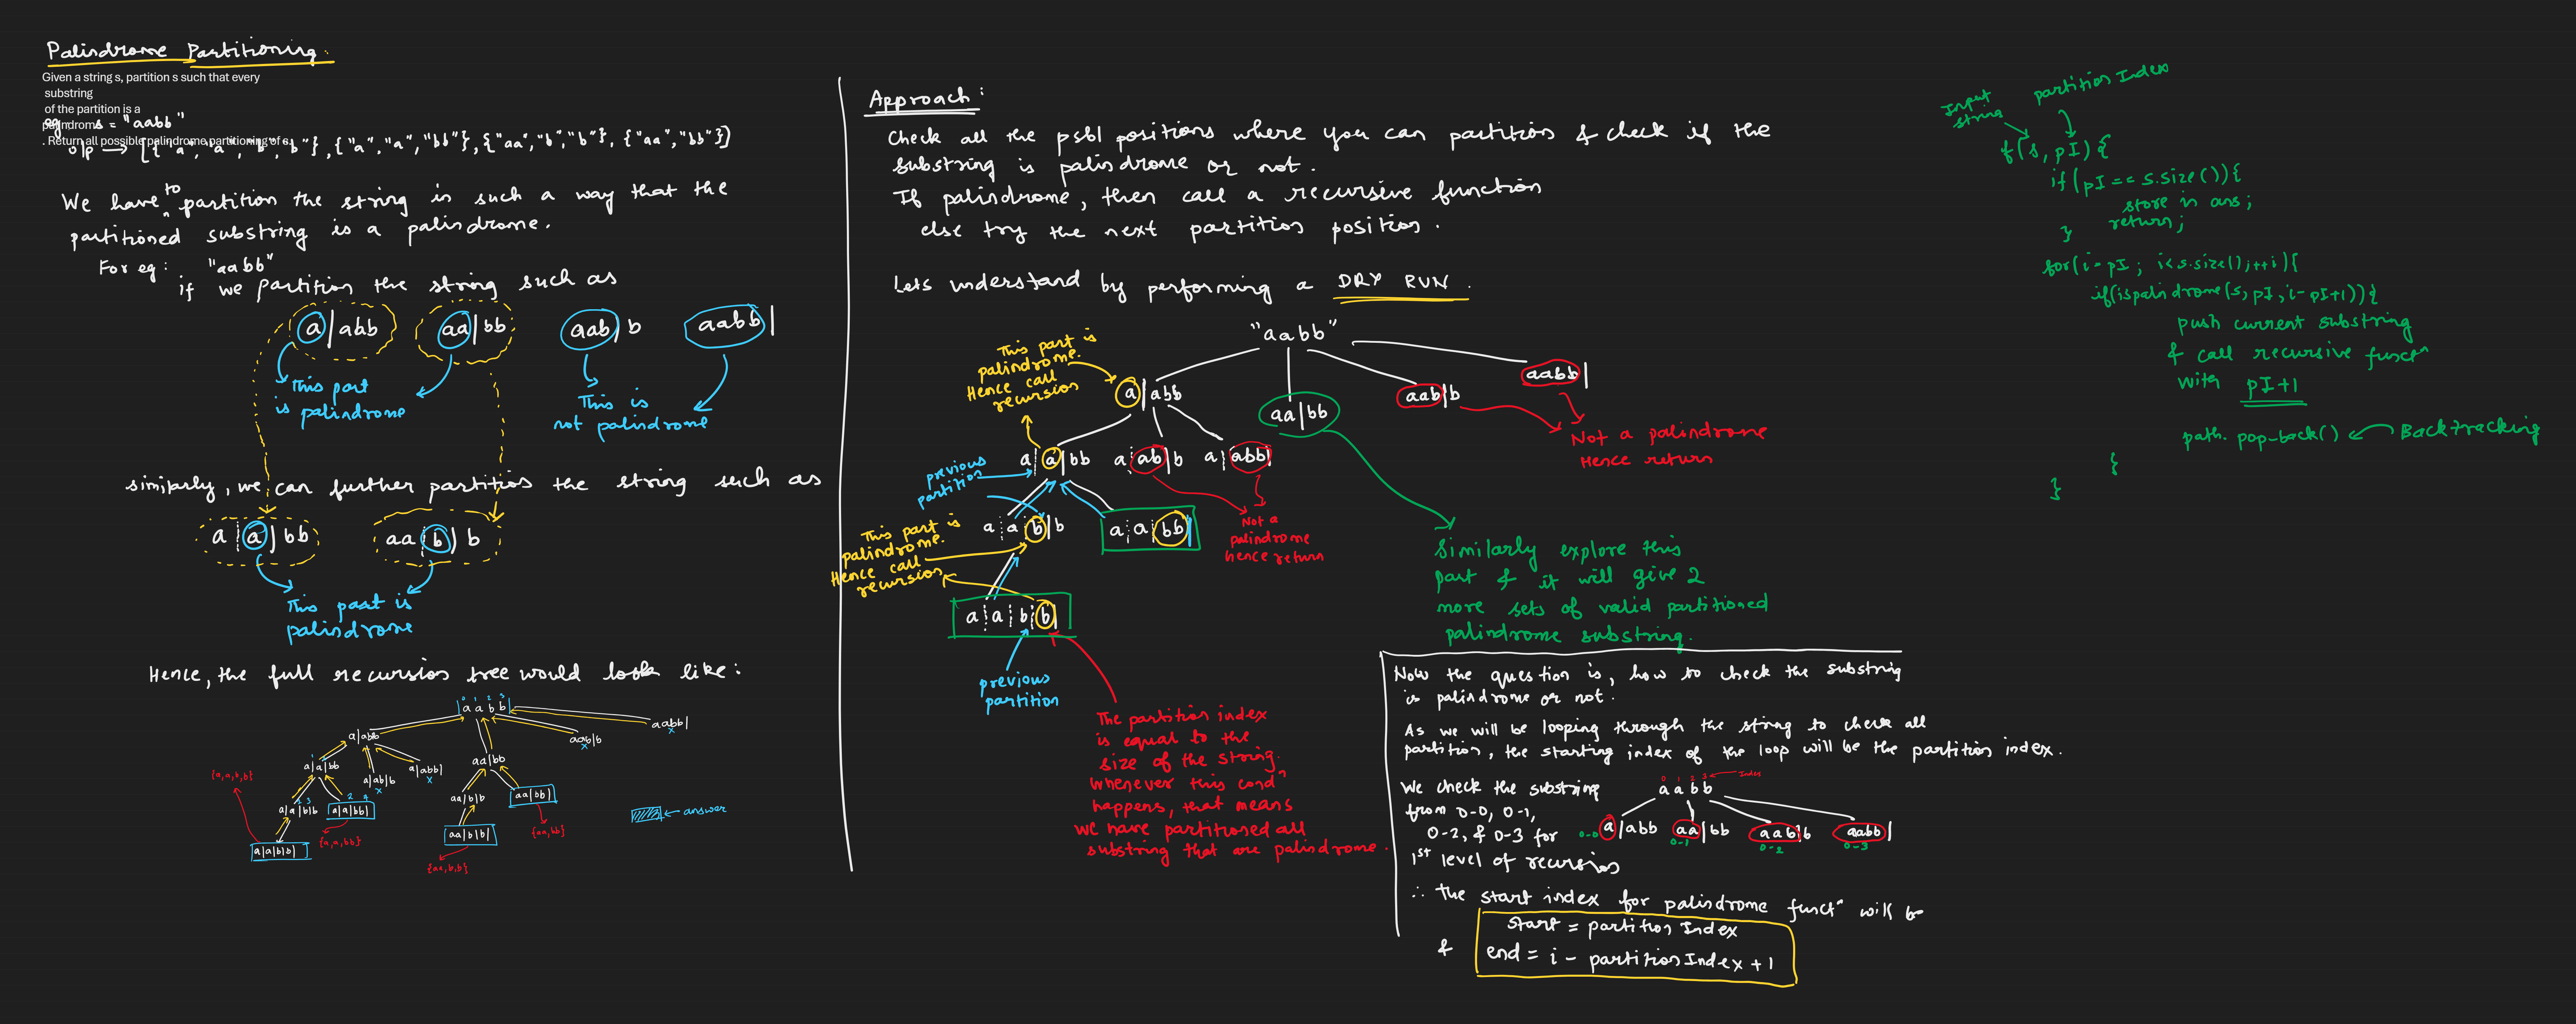 Palindrome Partitioning:
Given a string s, partition s such that every
substring
of the partition is a
palindrome
. Return all possible palindrome partitioning of s.
eg: s = "aabb"
o/p → [{"a","a","b","b"},{"a","a","bb"},{"aa","b","b"},{"aa","bb"}]
We have to partition the string in such a way that the
partitioned substring is a palindrome.
For eg: "aabb"
if we partition the string such as
a|abb aa|bb aab|b aabb|
This part
is palindrome
This is
not palindrome
similarly, we can further partition the string such as
a|a|bb aa|b|b
This part is
palindrome
Hence, the full recursion tree would look like:
0 1 2 3
a a b b
a|abb
aa|bb
aab|b
x
aabb|
x
a|a|bb
a|ab|b
x
a|abb|
x
a|a|b|b
a|a|bb|
aa|b|b
aa|bb|
a|a|b|b|
aa|b|b|
{a,a,b,b}
{a,a,bb}
{aa,b,b}
{aa,bb}
answer
Approach:
Check all the psbl positions where you can partition & check if the
substring is palindrome or not.
If palindrome, then call a recursive function
else try the next partition position.
Lets understand by performing a DRY RUN.
"aabb"
This part is
palindrome.
Hence call
recursion
a|abb
aa|bb
aab|b
aabb|
Not a palindrome
Hence return
a|a|bb a|ab|b a|abb|
previous
partition
Not a
palindrome
hence return
This part is
palindrome.
Hence call
recursion
a|a|b|b
a|a|bb|
a|a|b|b|
previous
partition
The partition index
is equal to the
size of the string.
Whenever this condn
happens, that means
we have partitioned all
substring that are palindrome.
Similarly explore this
part & it will give 2
more sets of valid partitioned
palindrome substring.
Now the question is, how to check the substring
is palindrome or not.
As we will be looping through the string to check all
partition, the starting index of the loop will be the partition index.
We check the substring
from 0-0, 0-1,
0-2, & 0-3 for
1st level of recursion
0 1 2 3 ← Index
a a b b
0-0 a|abb
aa|bb
0-1
aab|b
0-2
aabb|
0-3
∴ the start index for palindrome functn will be
start = partition Index
& end = i - partitionIndex + 1
Input
string
partition Index
f(s, pI) {
if (pI == s.size()){
store in ans;
return;
}
for(i=pI; i<s.size();++i){
if(ispalindrome(s, pI, i-pI+1)){
push current substring
& call recursive functn
with pI+1
path.pop-back() ← Backtracking
}
}